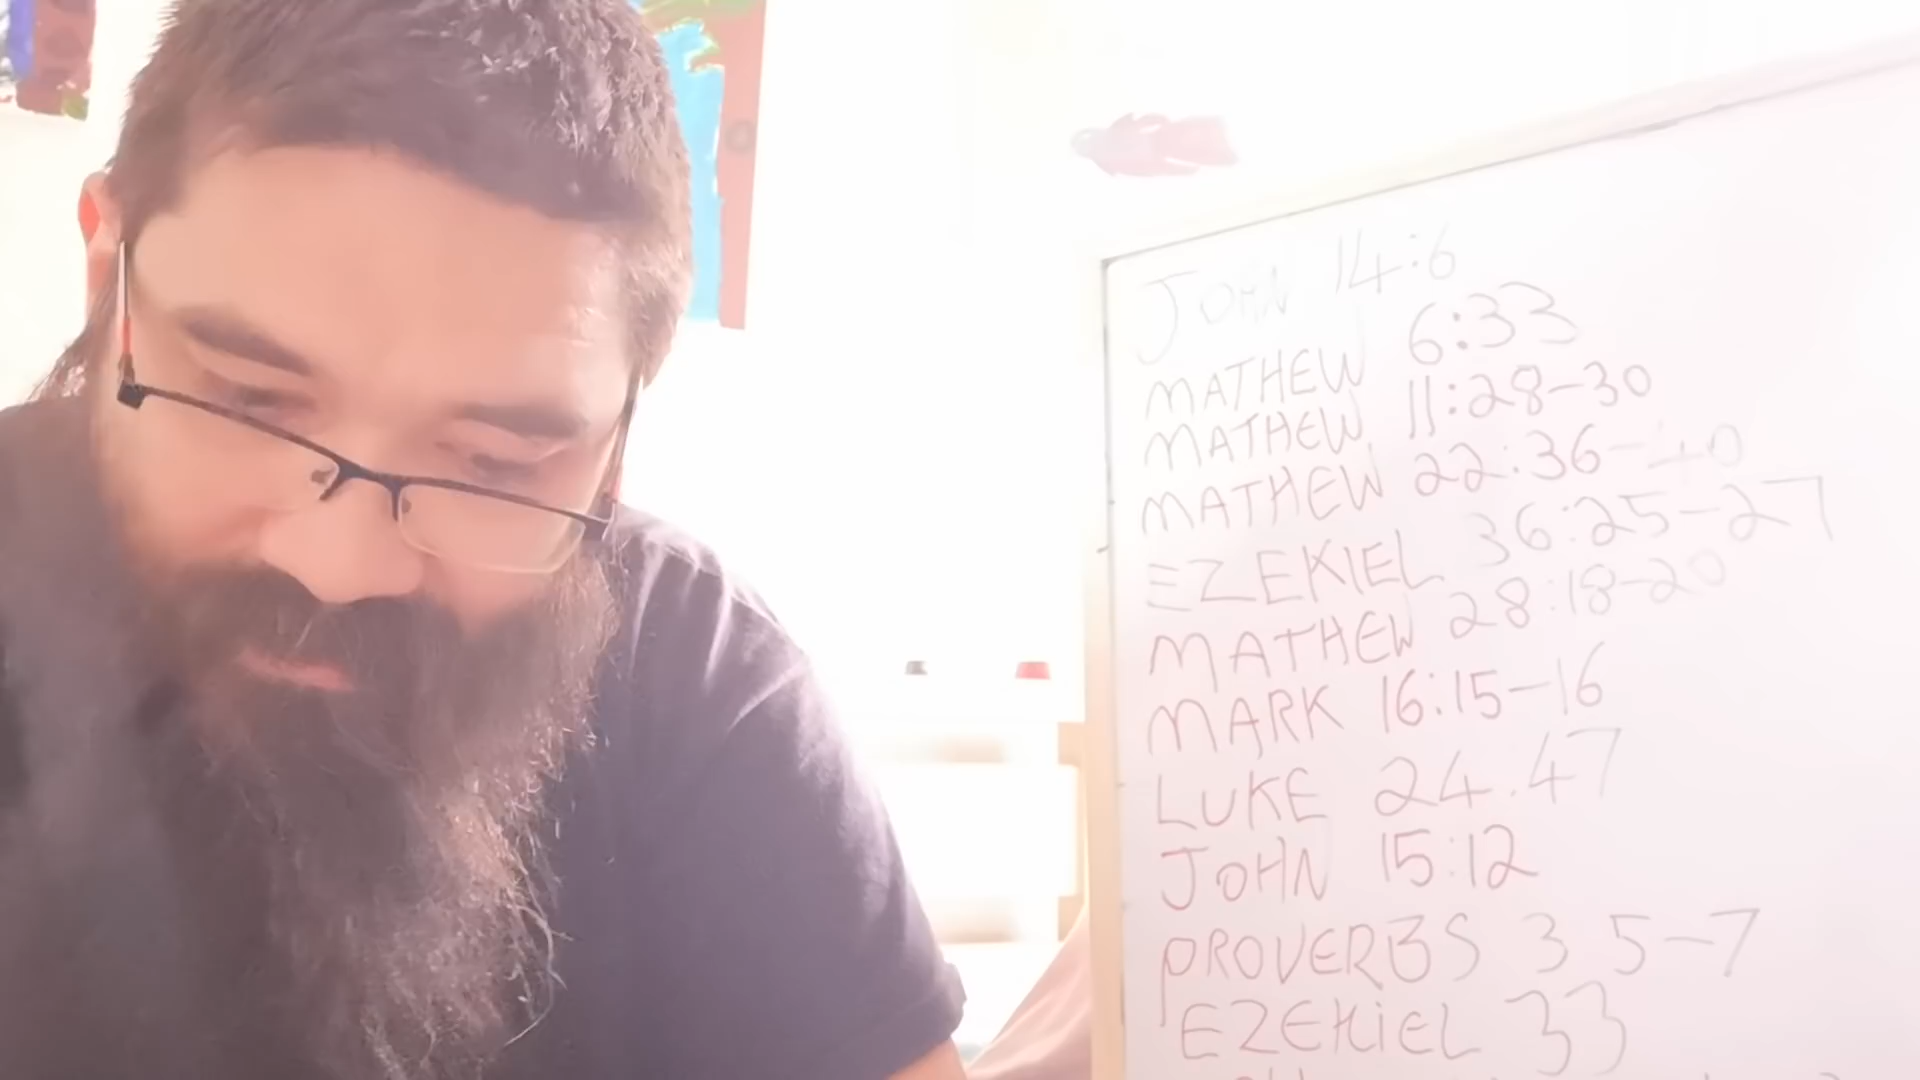 JOHN 14:6
MATHEW 6:33
MATHEW 11:28-30
MATHEW 22:36-40
EZEKIEL 36:25-27
MATHEW 28:18-20
MARK 16:15-16
LUKE 24.47
JOHN 15:12
PROVERBS 3 5-7
EZEKiEL 33